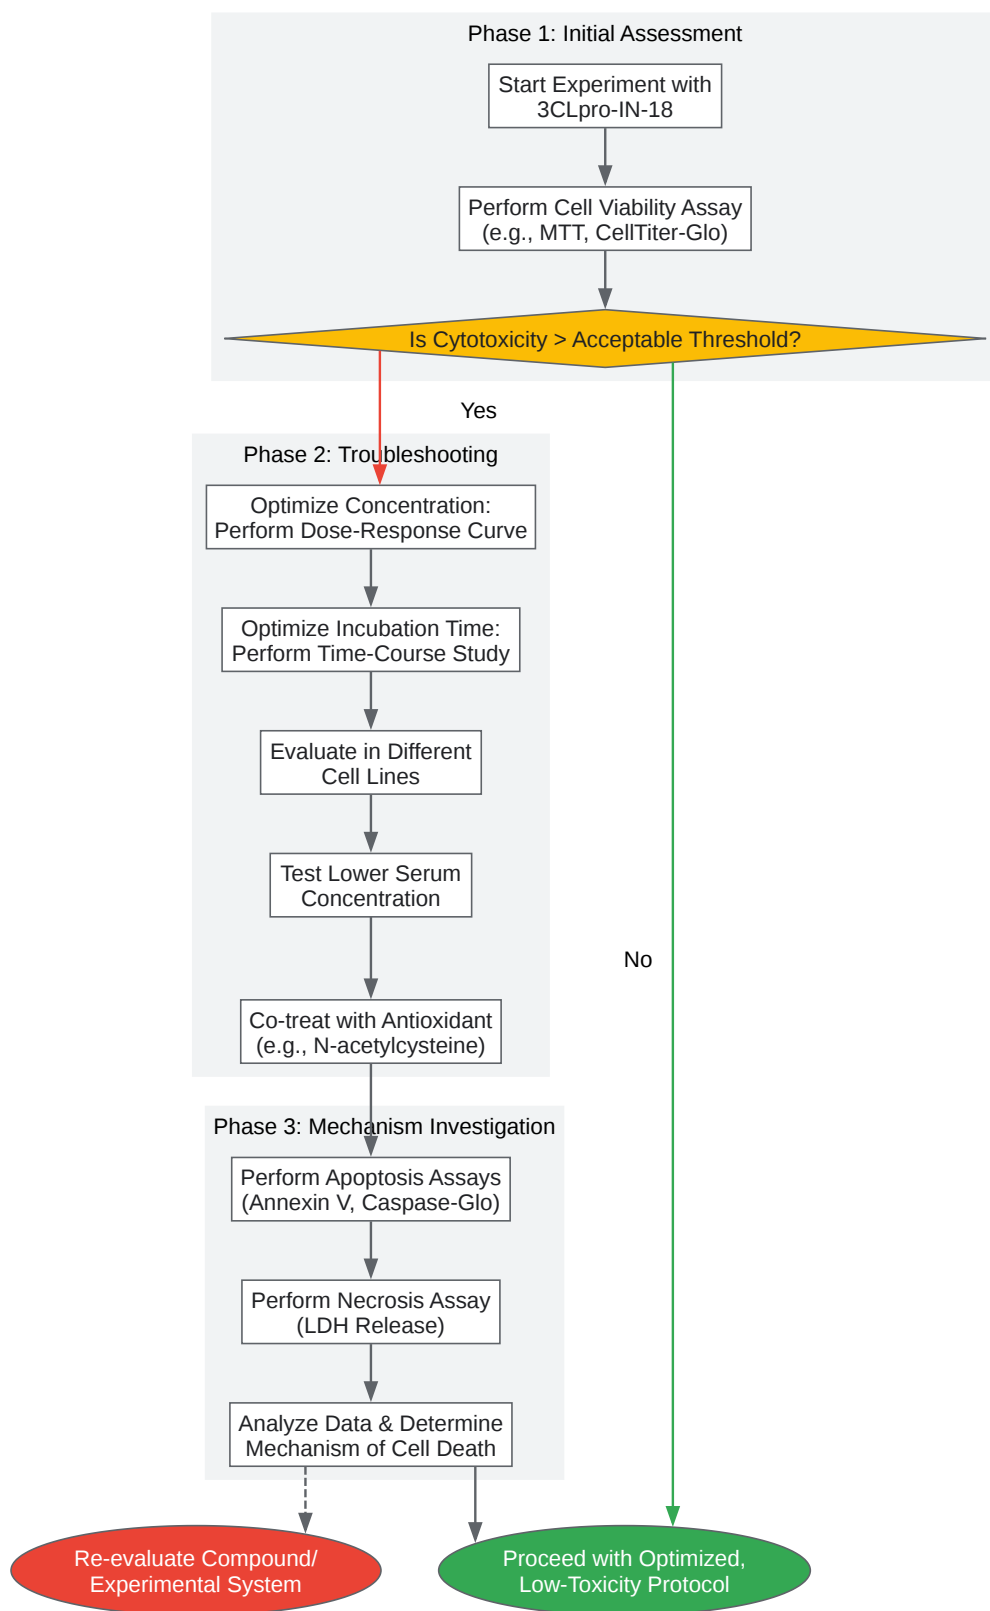 Phase 1: Initial Assessment
Start Experiment with
3CLpro-IN-18
Perform Cell Viability Assay
(e.g., MTT, CellTiter-Glo)
Is Cytotoxicity > Acceptable Threshold?
Yes
Phase 2: Troubleshooting
Optimize Concentration:
Perform Dose-Response Curve
Optimize Incubation Time:
Perform Time-Course Study
Evaluate in Different
Cell Lines
Test Lower Serum
Concentration
No
Co-treat with Antioxidant
(e.g., N-acetylcysteine)
Phase 3: Mechanism Investigation
Perform Apoptosis Assays
(Annexin V, Caspase-Glo)
Perform Necrosis Assay
(LDH Release)
Analyze Data & Determine
Mechanism of Cell Death
Re-evaluate Compound/
Experimental System
Proceed with Optimized,
Low-Toxicity Protocol